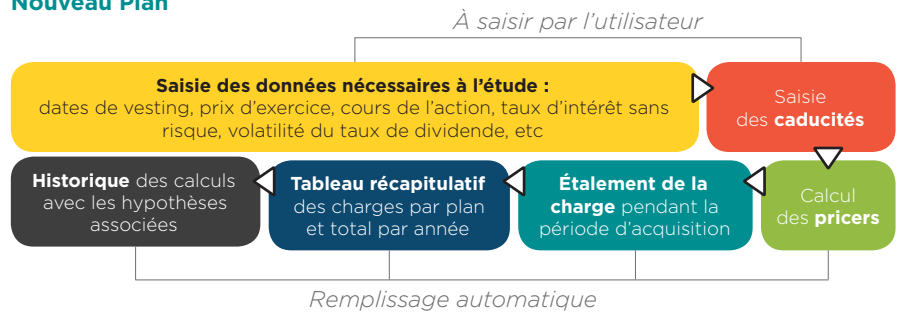 Nouveau Plan
À saisir par l’utilisateur
Saisie des données nécessaires à l’étude :
dates de vesting, prix d’exercice, cours de l’action, taux d’intérêt sans
risque, volatilité du taux de dividende, etc
Saisie
des caducités
Historique des calculs
avec les hypothèses
associées
Tableau récapitulatif
des charges par plan
et total par année
Étalement de la
charge pendant la
période d’acquisition
Calcul
des pricers
Remplissage automatique